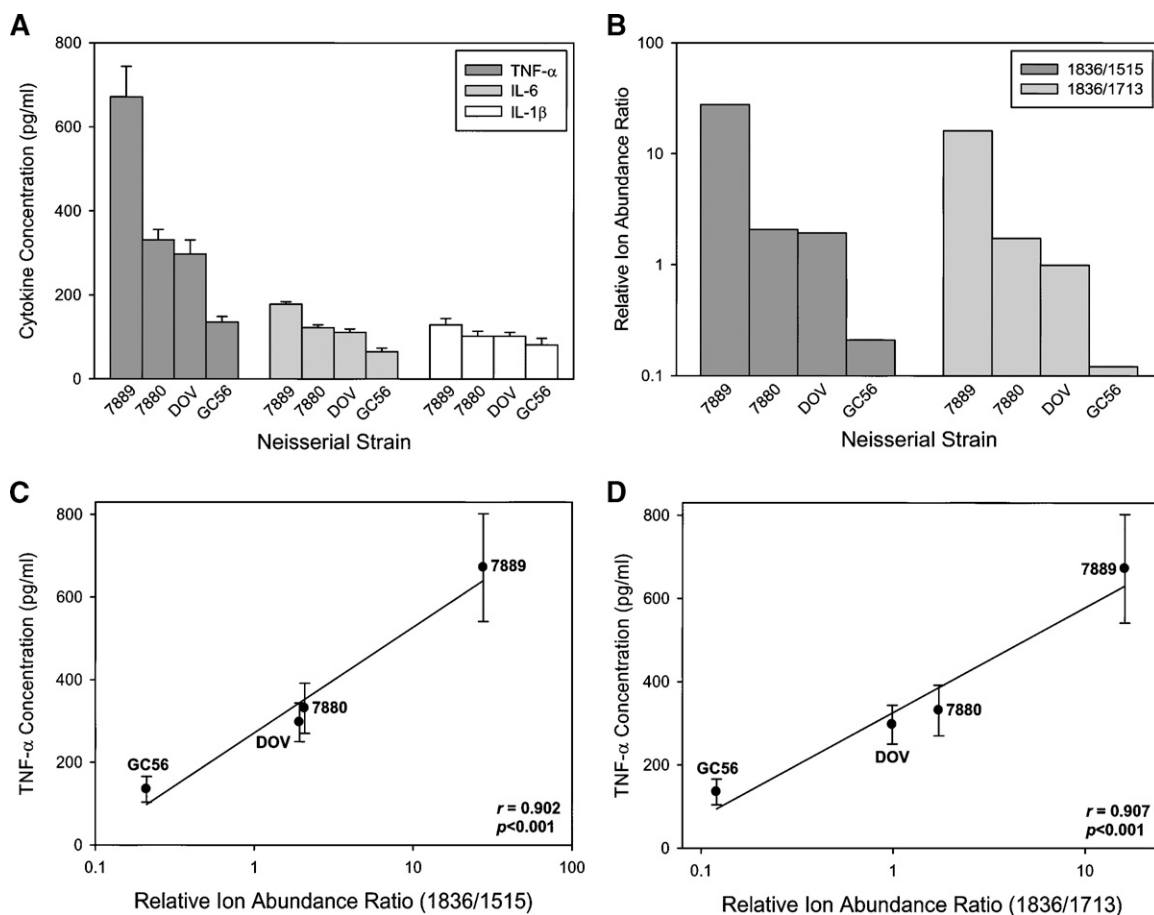 A
800
600
400
200
0
Cytokine Concentration (pg/ml)
TNF-α
IL-6
IL-1β
7889
7880
DOV
GC56
7889
7880
DOV
GC56
7889
7880
DOV
GC56
Neisserial Strain
B
100
10
1
0.1
Relative Ion Abundance Ratio
1836/1515
1836/1713
7889
7880
DOV
GC56
7889
7880
DOV
GC56
Neisserial Strain
C
800
600
400
200
0
TNF-α Concentration (pg/ml)
7889
7880
DOV
GC56
r = 0.902
p<0.001
0.1 1 10 100
Relative Ion Abundance Ratio (1836/1515)
D
800
600
400
200
0
TNF-α Concentration (pg/ml)
7889
7880
DOV
GC56
r = 0.907
p<0.001
0.1 1 10
Relative Ion Abundance Ratio (1836/1713)